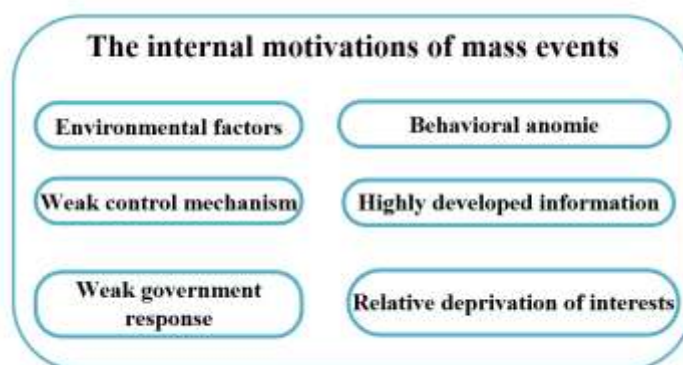 The internal motivations of mass events
Environmental factors
Behavioral anomie
Weak control mechanism
Highly developed information
Weak government
response
Relative deprivation of interests